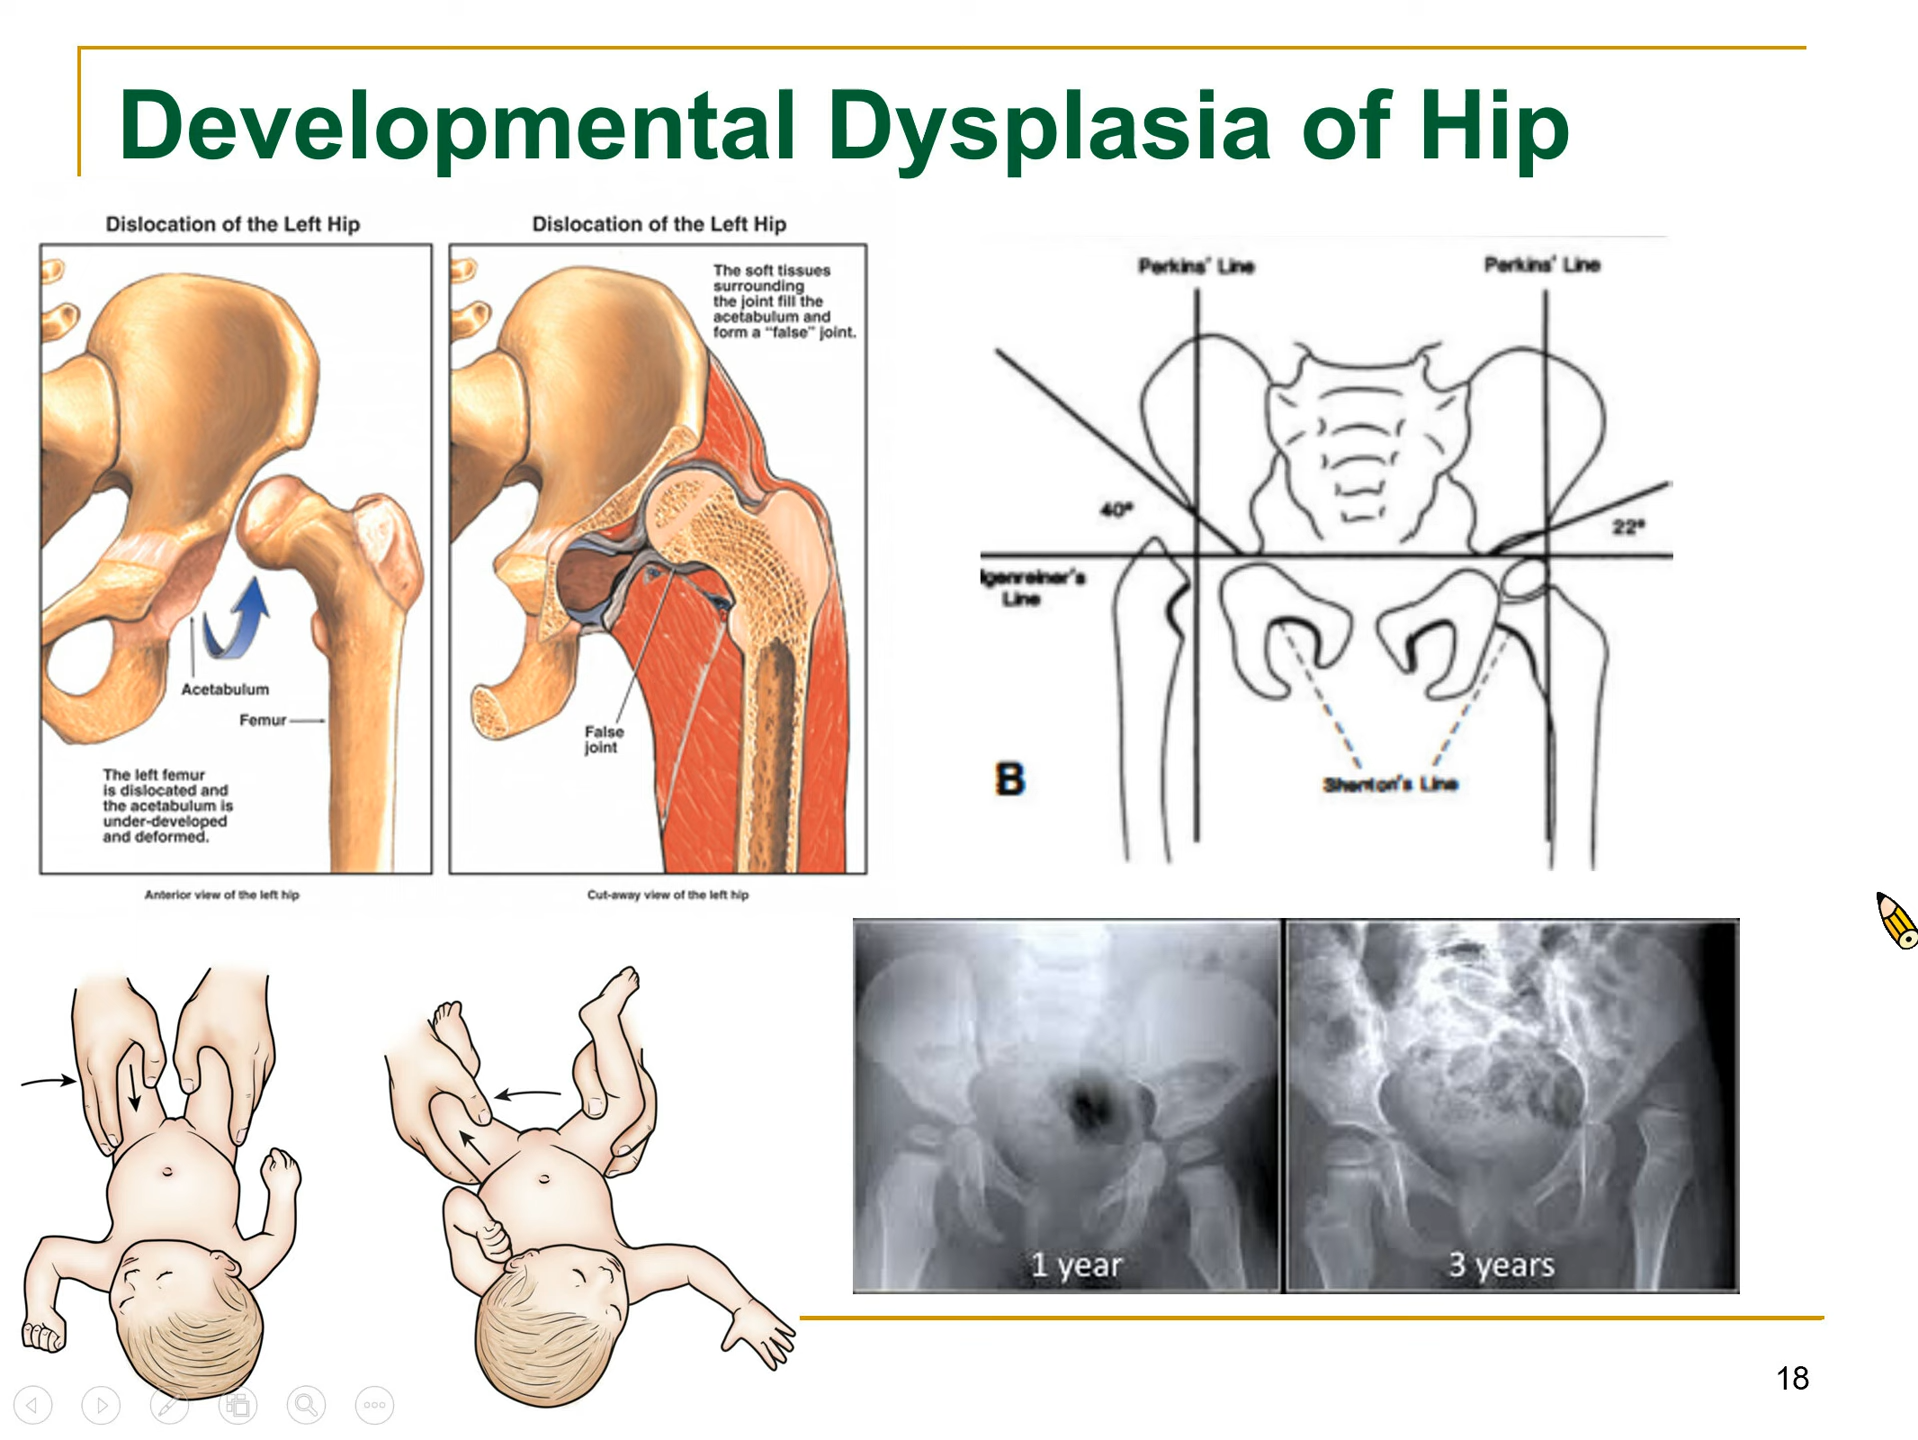 Developmental Dysplasia of Hip
Dislocation of the Left Hip
Acetabulum
Femur
The left femur
is dislocated and
the acetabulum is
under-developed
and deformed.
Anterior view of the left hip
Dislocation of the Left Hip
The soft tissues
surrounding
the joint fill the
acetabulum and
form a "false" joint.
False
joint
Cut-away view of the left hip
Perkins' Line
Perkins' Line
40°
22°
lgenreiner's
Line
B
Shenton's Line
1 year
3 years
18